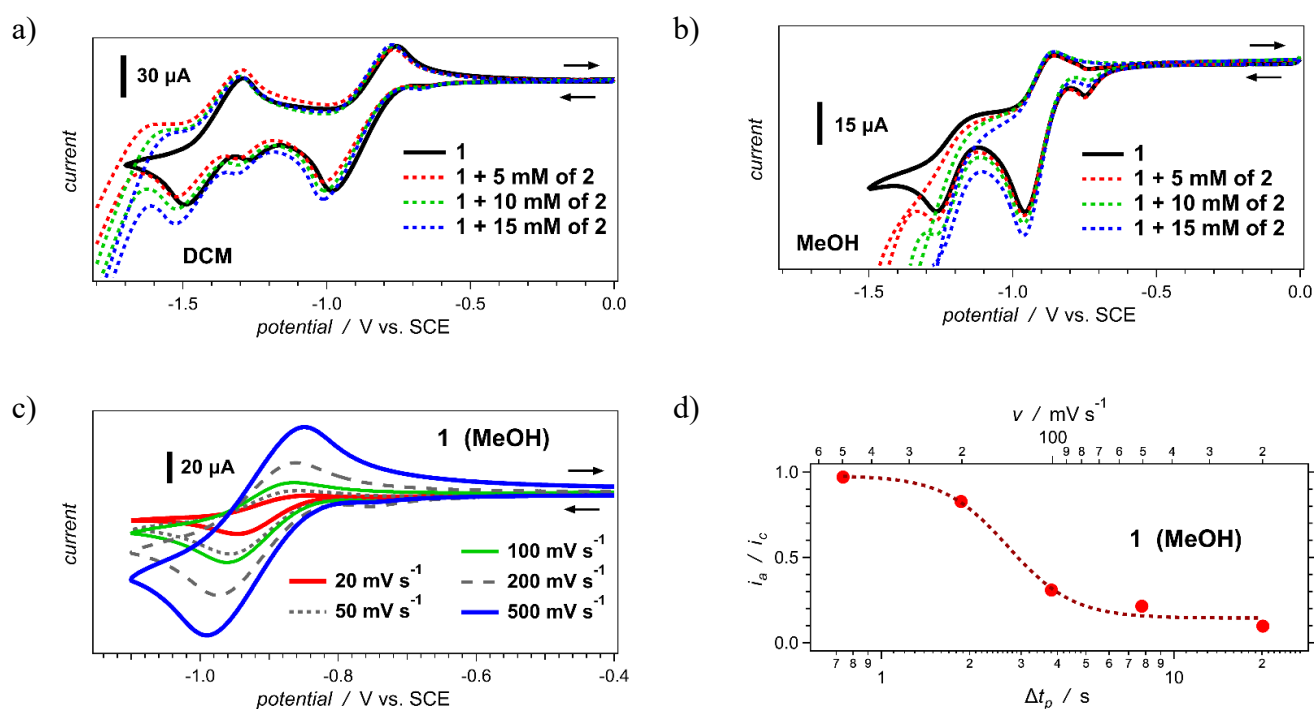 a)
30 µA
current
1
1 + 5 mM of 2
1 + 10 mM of 2
1 + 15 mM of 2
DCM
-1.5 -1.0 -0.5 0.0
potential / V vs. SCE
b)
15 µA
current
1
1 + 5 mM of 2
1 + 10 mM of 2
1 + 15 mM of 2
MeOH
-1.5 -1.0 -0.5 0.0
potential / V vs. SCE
c)
1 (MeOH)
20 µA
current
100 mV s⁻¹
20 mV s⁻¹
200 mV s⁻¹
50 mV s⁻¹
500 mV s⁻¹
-1.0 -0.8 -0.6 -0.4
potential / V vs. SCE
d)
v / mV s⁻¹
100
6 5 4 3 2 9 8 7 6 5 4 3 2
1.0
0.5
0.0
i_a / i_c
1 (MeOH)
7 8 9 2 3 4 5 6 7 8 9 2
1 10
Δt_p / s